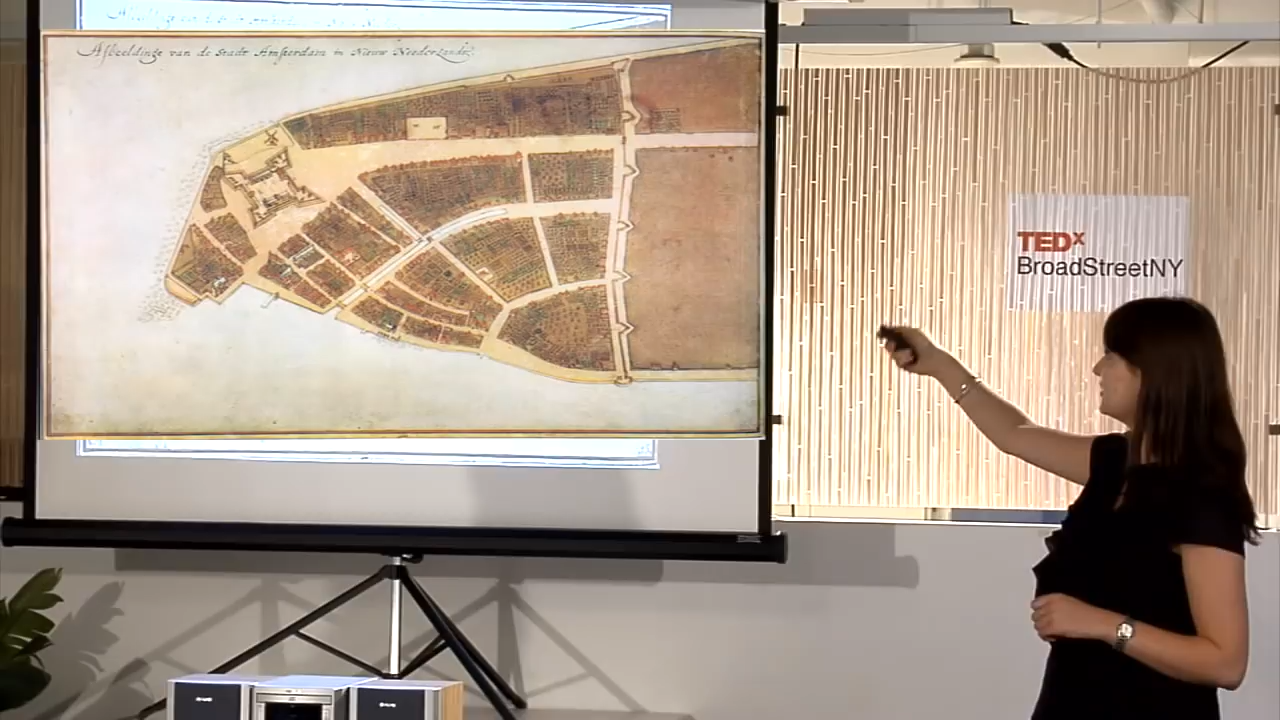 Afbeeldinge van de Stadt Amsterdam in Nieuw Neederlandt.
TEDx
BroadStreetNY